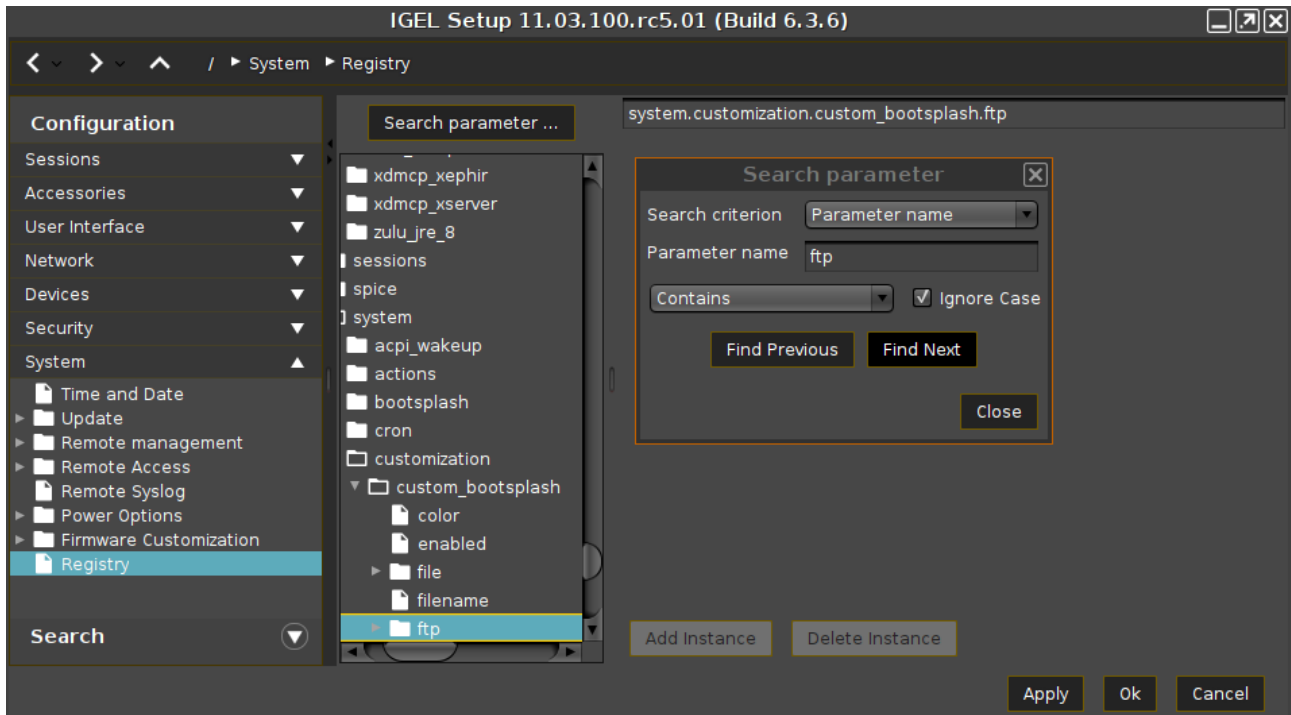 IGEL Setup 11.03.100.rc5.01 (Build 6.3.6)
/ System Registry
Configuration
Sessions
Accessories
User Interface
Network
Devices
Security
System
Time and Date
Update
Remote management
Remote Access
Remote Syslog
Power Options
Firmware Customization
Registry
Search
Search parameter ...
xdmcp_xephir
xdmcp_xserver
zulu_jre_8
sessions
spice
system
acpi_wakeup
actions
bootsplash
cron
customization
custom_bootsplash
color
enabled
file
filename
ftp
system.customization.custom_bootsplash.ftp
Search parameter
Search criterion Parameter name
Parameter name ftp
Contains Ignore Case
Find Previous Find Next
Close
Add Instance Delete Instance
Apply Ok Cancel